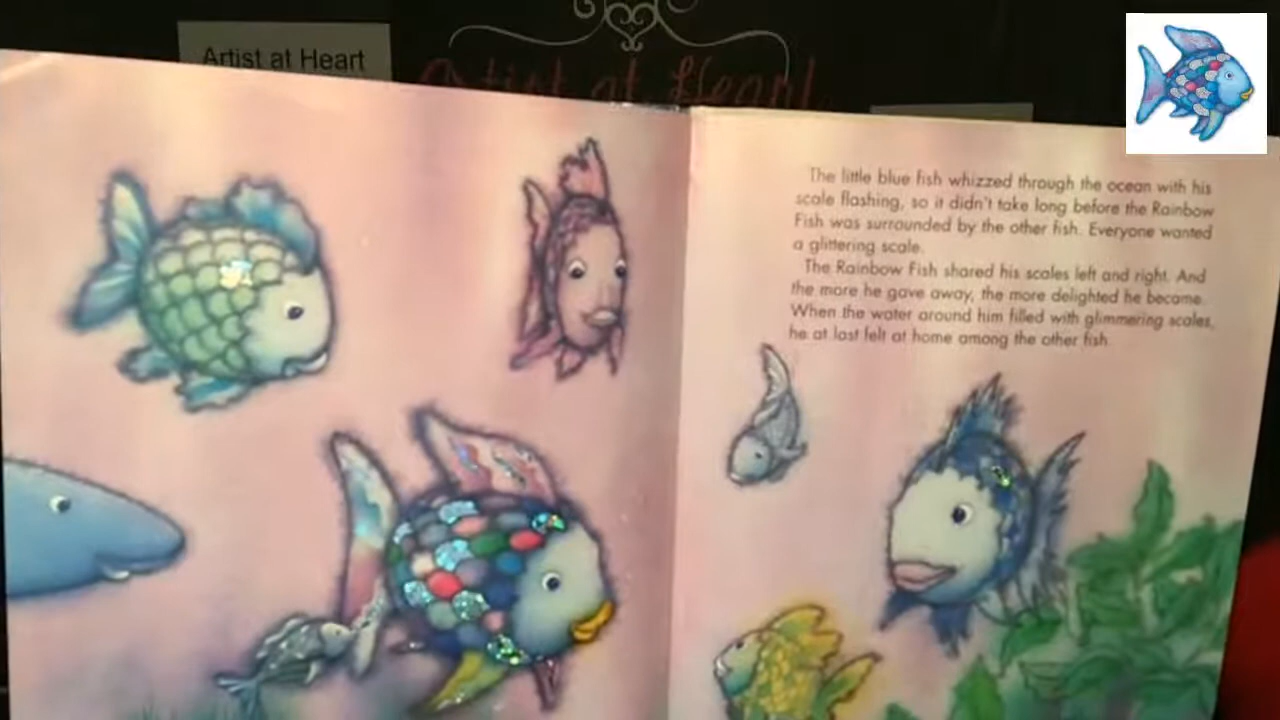 Artist at Heart
Artist at Heart
The little blue fish whizzed through the ocean with his
scale flashing, so it didn't take long before the Rainbow
Fish was surrounded by the other fish. Everyone wanted
a glittering scale.
The Rainbow Fish shared his scales left and right. And
the more he gave away, the more delighted he became.
When the water around him filled with glimmering scales,
he at last felt at home among the other fish.